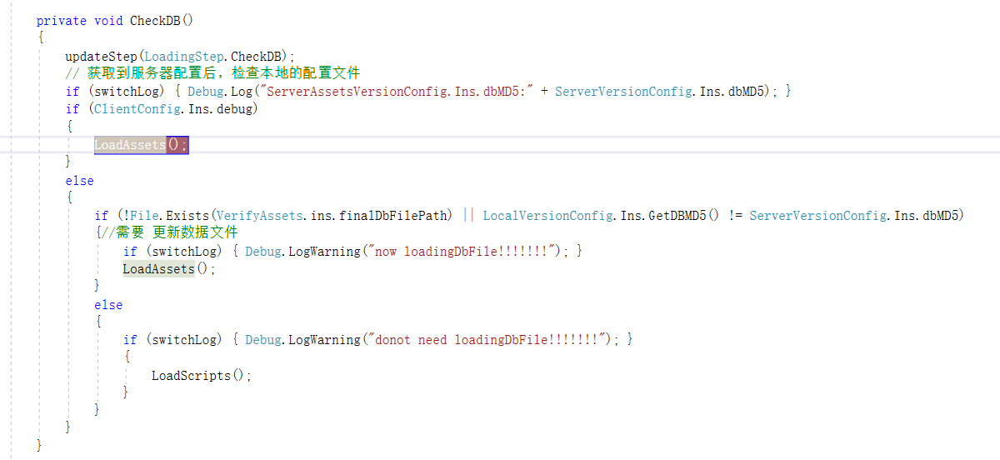 private void CheckDB()
{
updateStep(LoadingStep.CheckDB);
// 获取到服务器配置后，检查本地的配置文件
if (switchLog) { Debug.Log("ServerAssetsVersionConfig.Ins.dbMD5:" + ServerVersionConfig.Ins.dbMD5); }
if (ClientConfig.Ins.debug)
{
LoadAssets();
}
else
{
if (!File.Exists(VerifyAssets.ins.finalDbFilePath) || LocalVersionConfig.Ins.GetDBMD5() != ServerVersionConfig.Ins.dbMD5)
{//需要 更新数据文件
if (switchLog) { Debug.LogWarning("now loadingDbFile!!!!!!!"); }
LoadAssets();
}
else
{
if (switchLog) { Debug.LogWarning("donot need loadingDbFile!!!!!!!"); }
{
LoadScripts();
}
}
}
}